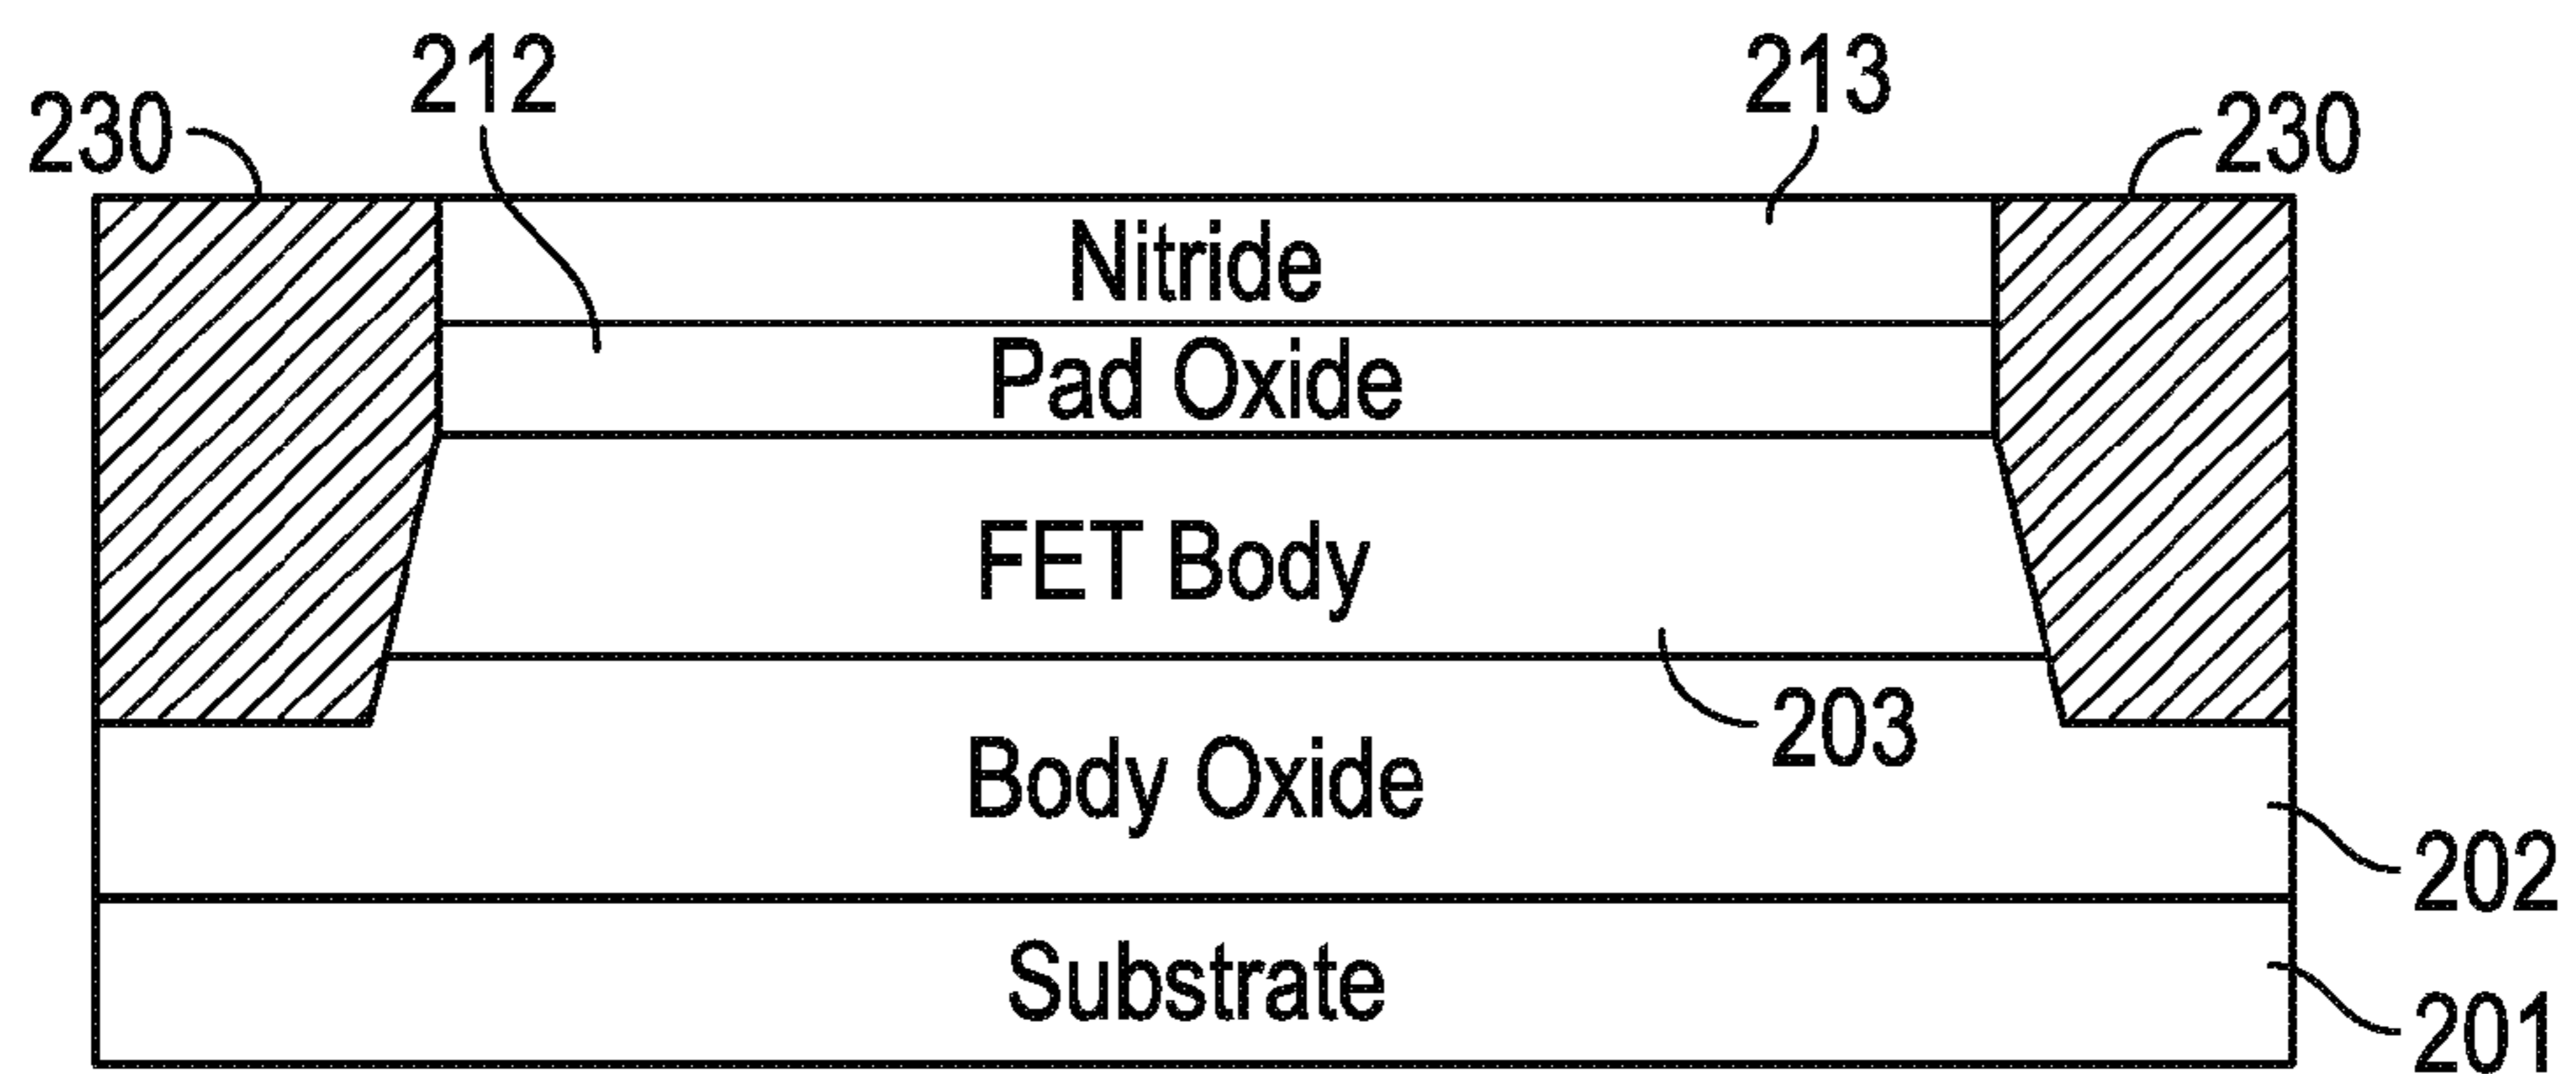 212
213
230
230
Nitride
Pad Oxide
FET Body
203
Body Oxide
202
Substrate
201